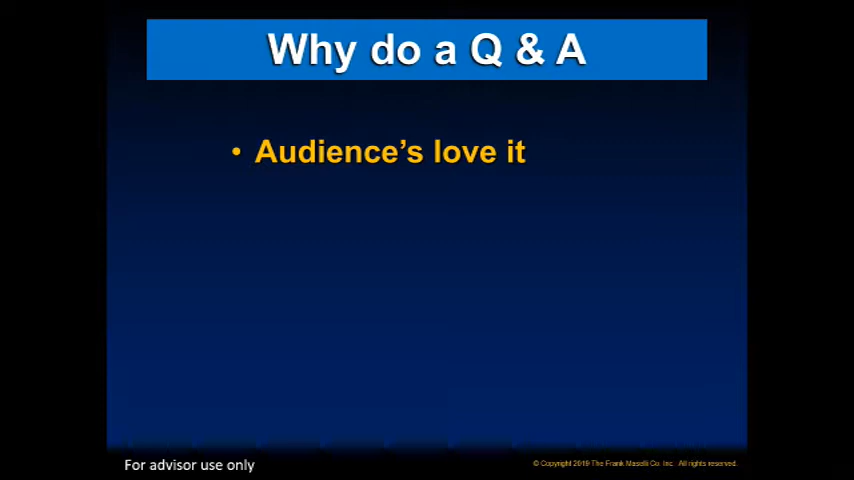 Why do a Q & A
• Audience's love it
For advisor use only
© Copyright 2019 The Frank Maselli Co. Inc. All rights reserved.